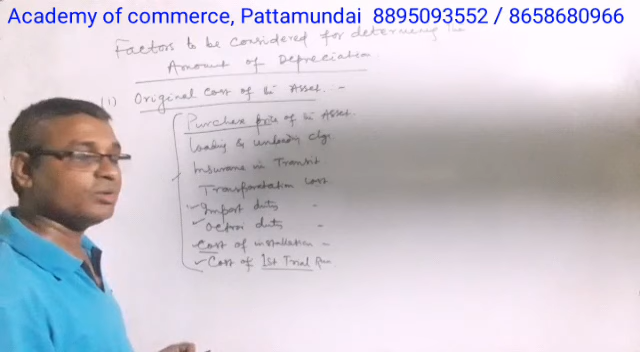 Academy of commerce, Pattamundai 8895093552 / 8658680966
Factors to be considered for determining the
Amount of Depreciation
(1) Original Cost of the Asset :-
Purchase price of the Asset.
Loading & unloading chgs
Insurance in Transit
Transportation cost
Import duty -
Octroi duty -
Cost of installation -
Cost of 1st Trial Run